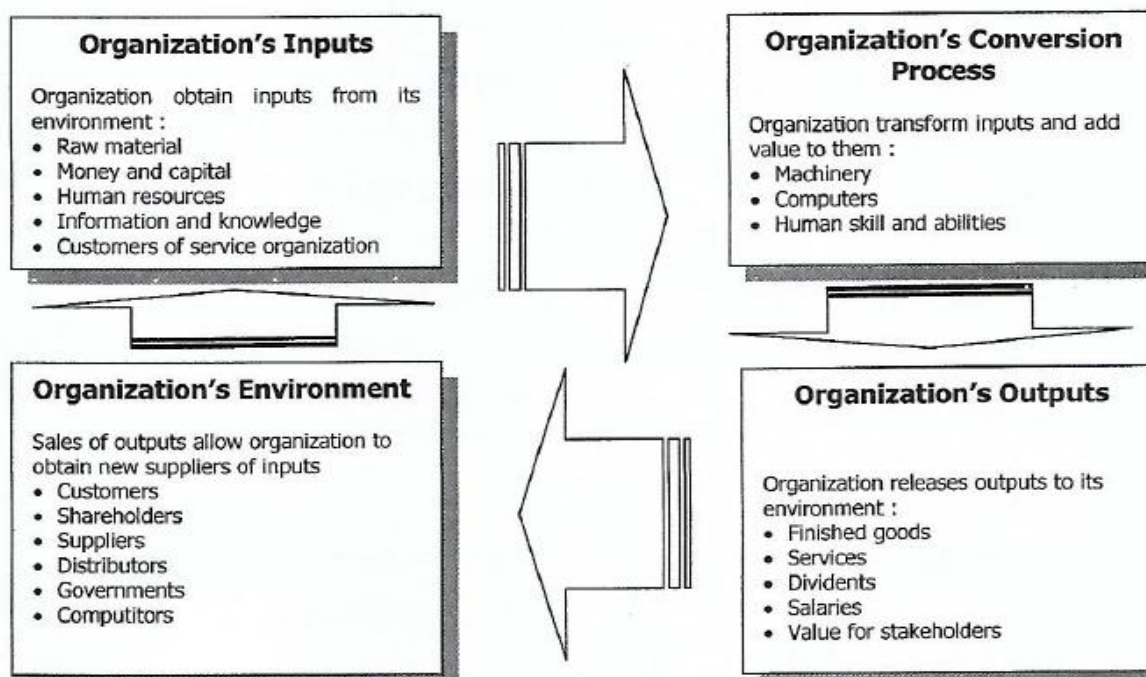 Organization's Inputs
Organization obtain inputs from its
environment :
• Raw material
• Money and capital
• Human resources
• Information and knowledge
• Customers of service organization
Organization's Conversion
Process
Organization transform inputs and add
value to them :
• Machinery
• Computers
• Human skill and abilities
Organization's Environment
Sales of outputs allow organization to
obtain new suppliers of inputs
• Customers
• Shareholders
• Suppliers
• Distributors
• Governments
• Computitors
Organization's Outputs
Organization releases outputs to its
environment :
• Finished goods
• Services
• Dividents
• Salaries
• Value for stakeholders